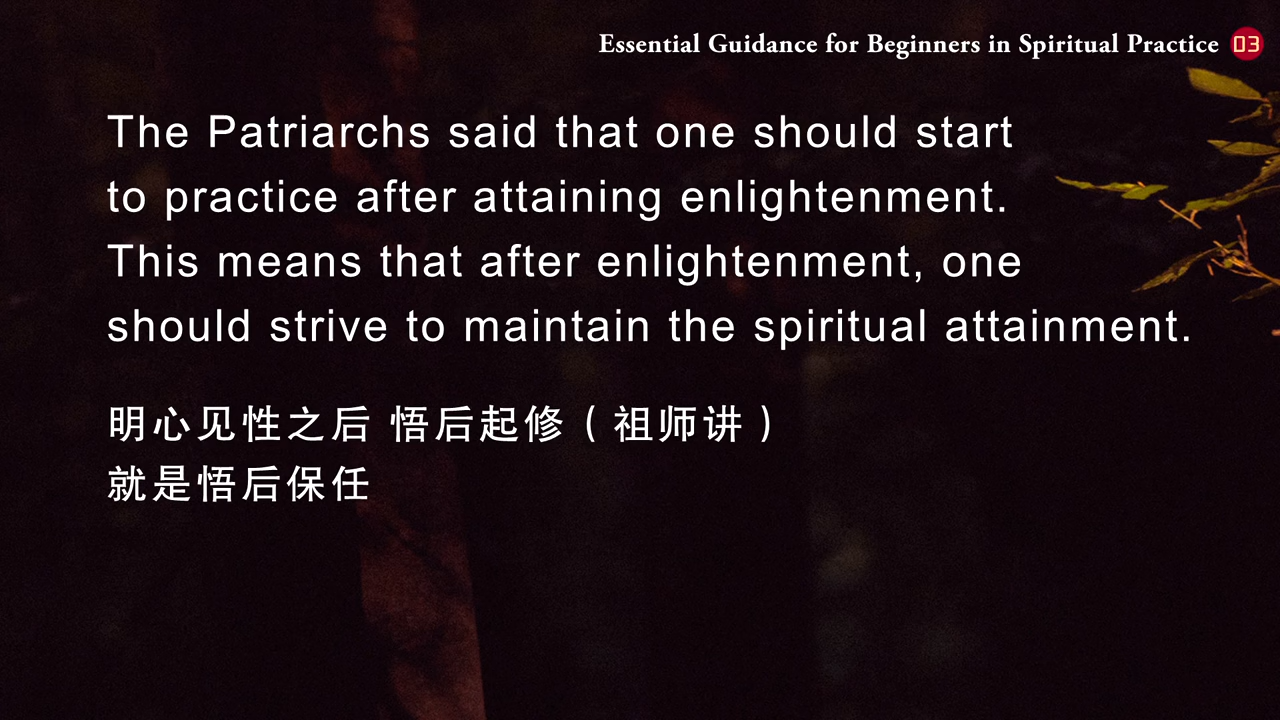 Essential Guidance for Beginners in Spiritual Practice 03
The Patriarchs said that one should start
to practice after attaining enlightenment.
This means that after enlightenment, one
should strive to maintain the spiritual attainment.
明心见性之后 悟后起修（祖师讲）
就是悟后保任